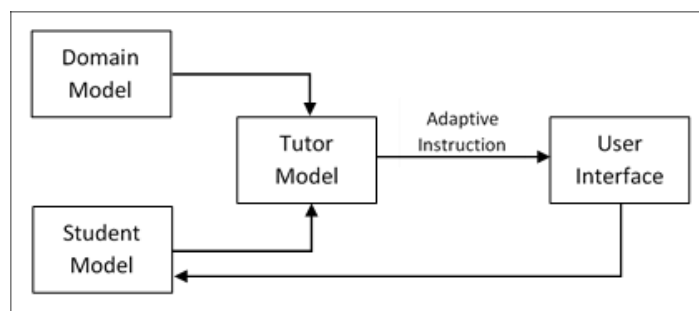 Domain
Model
Tutor
Model
Adaptive
Instruction
User
Interface
Student
Model